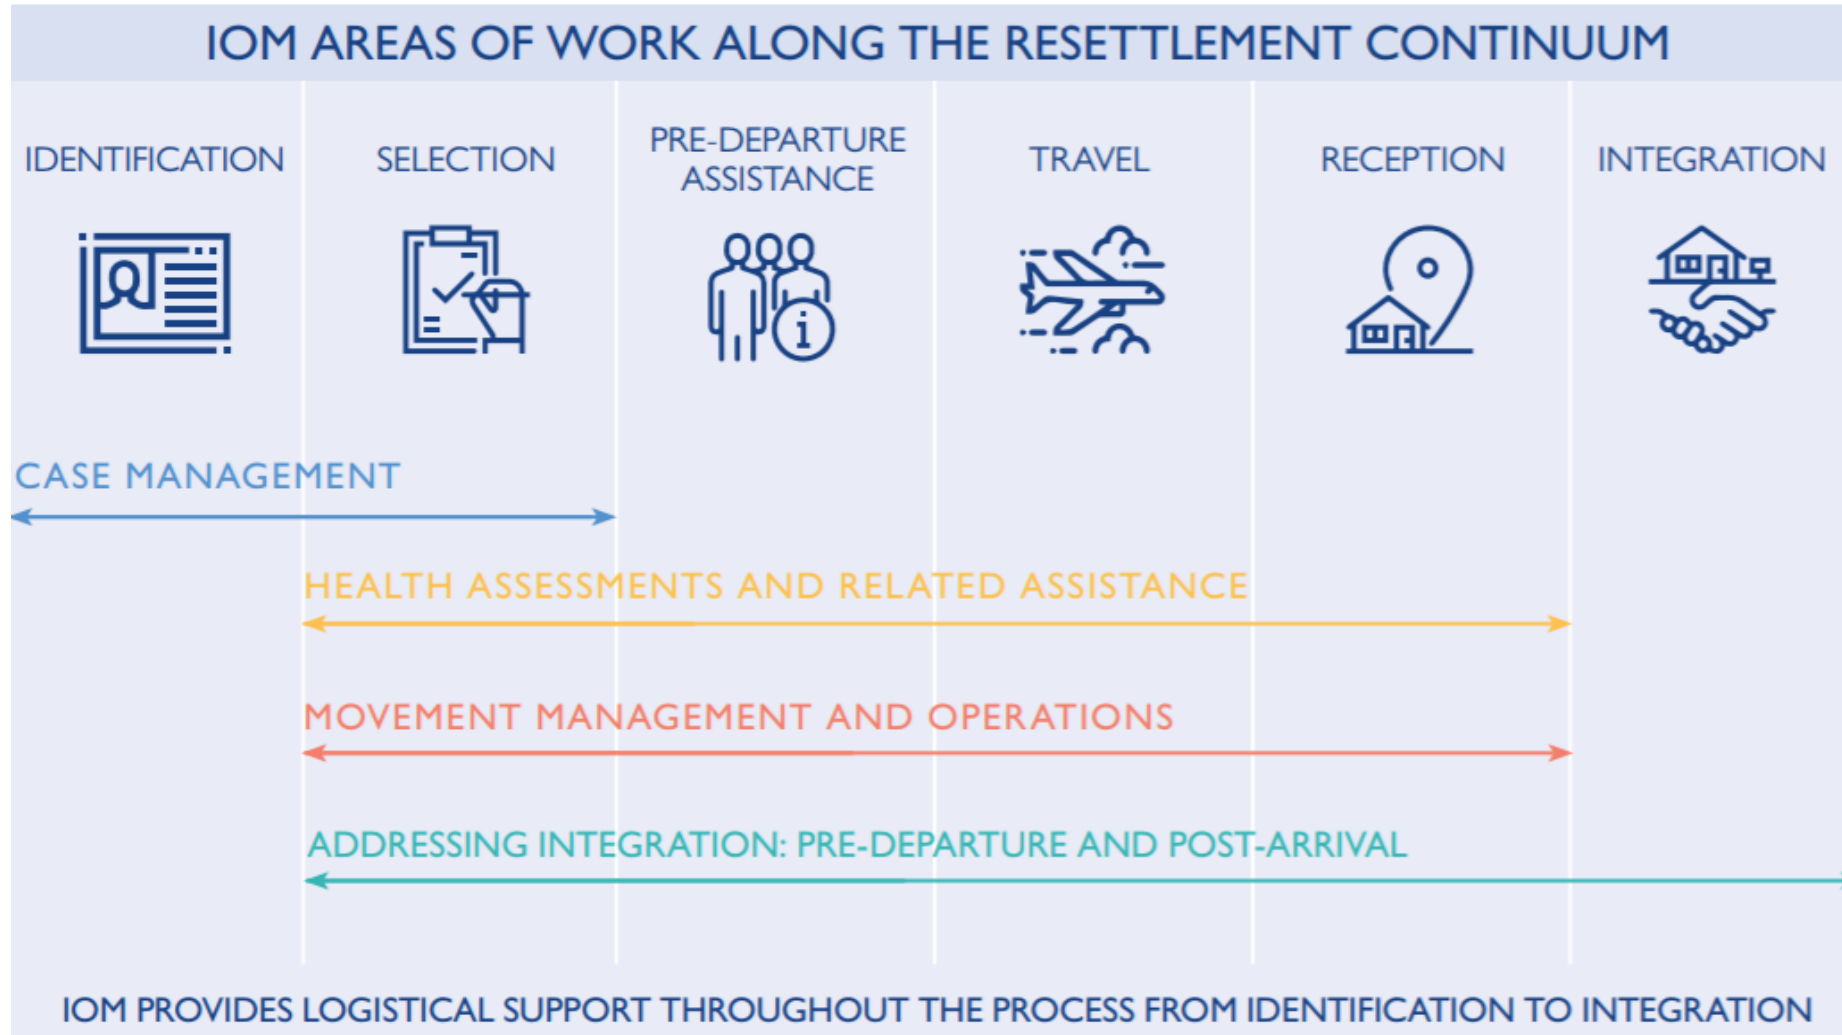 IOM AREAS OF WORK ALONG THE RESETTLEMENT CONTINUUM
IDENTIFICATION
SELECTION
PRE-DEPARTURE
ASSISTANCE
TRAVEL
RECEPTION
INTEGRATION
i
CASE MANAGEMENT
HEALTH ASSESSMENTS AND RELATED ASSISTANCE
MOVEMENT MANAGEMENT AND OPERATIONS
ADDRESSING INTEGRATION: PRE-DEPARTURE AND POST-ARRIVAL
IOM PROVIDES LOGISTICAL SUPPORT THROUGHOUT THE PROCESS FROM IDENTIFICATION TO INTEGRATION